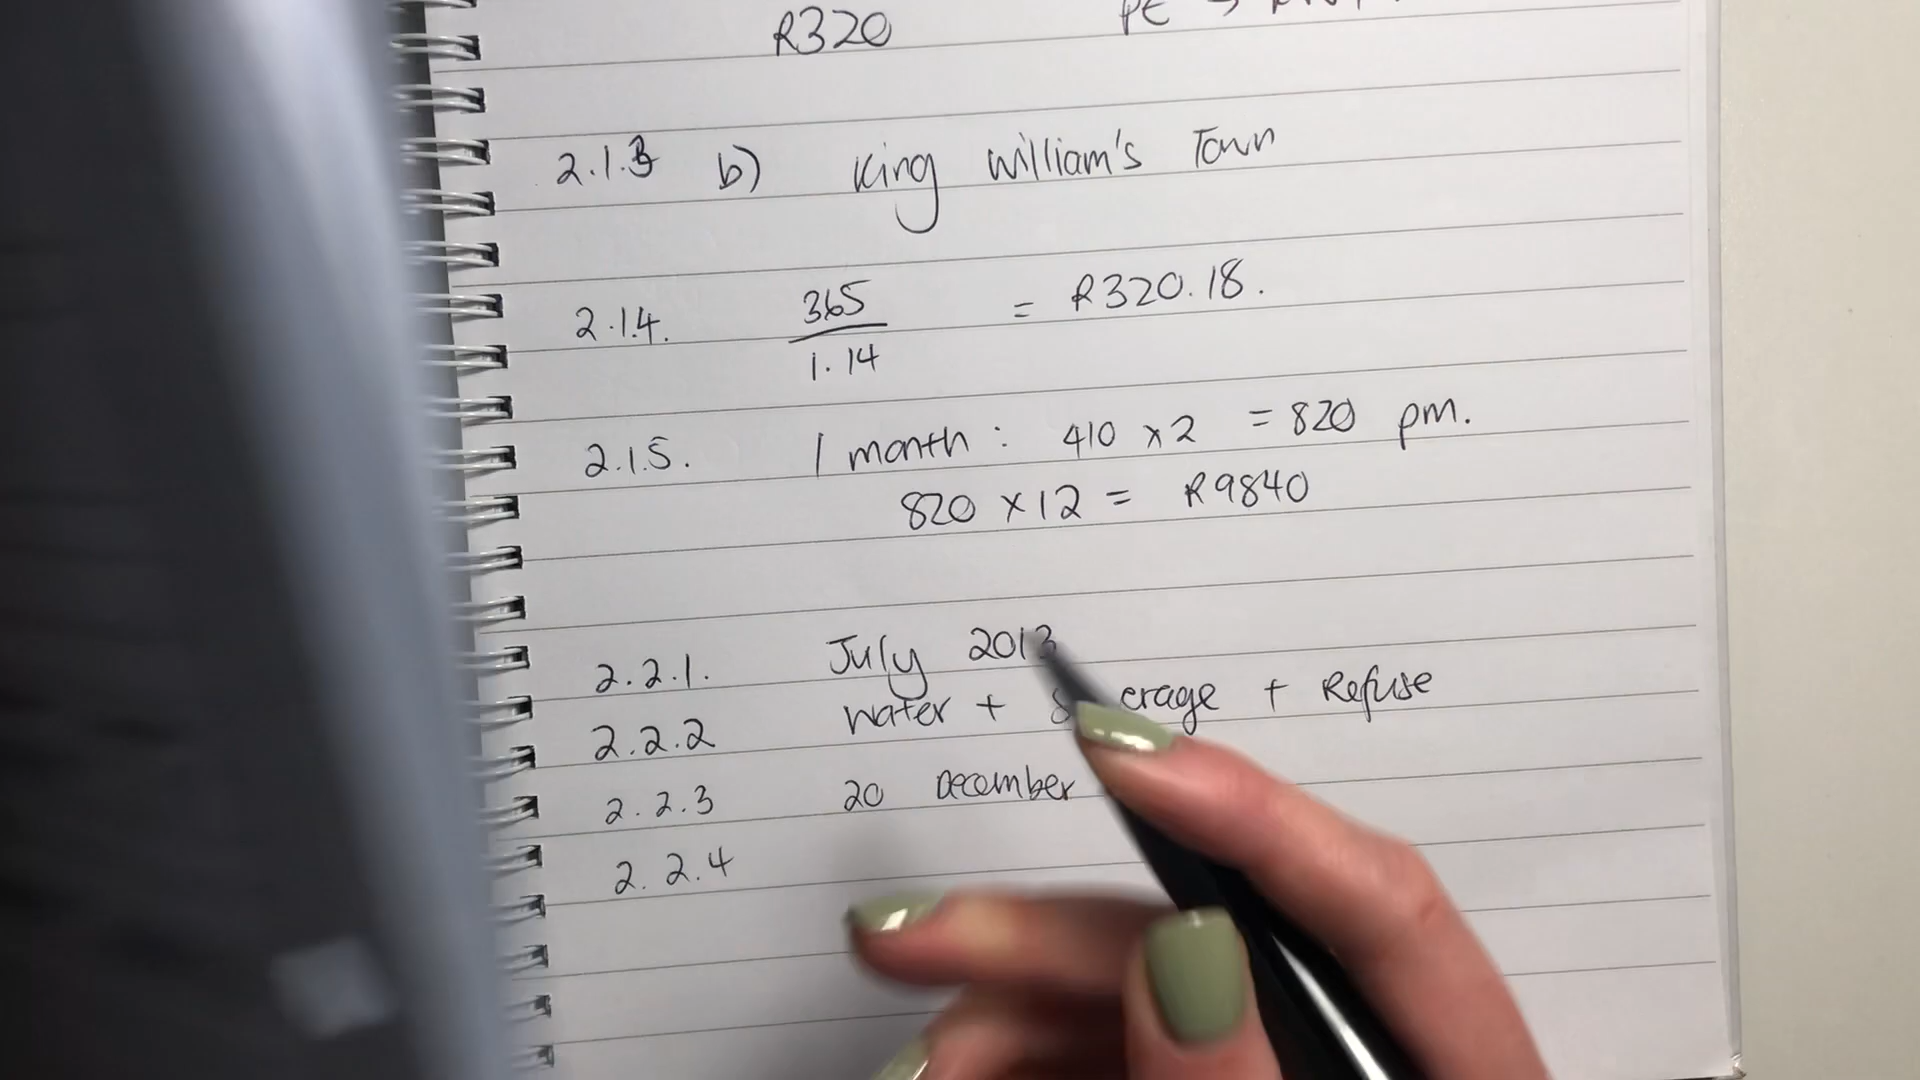 R320 PE →
2.1.3 b) King William's Town
2.1.4. 365 = R320.18.
1.14
2.1.5. 1 month : 410 x 2 = 820 pm.
820 x 12 = R9840
2.2.1. July 2013
2.2.2 water + + Refuse
2.2.3 20 December
2.2.4